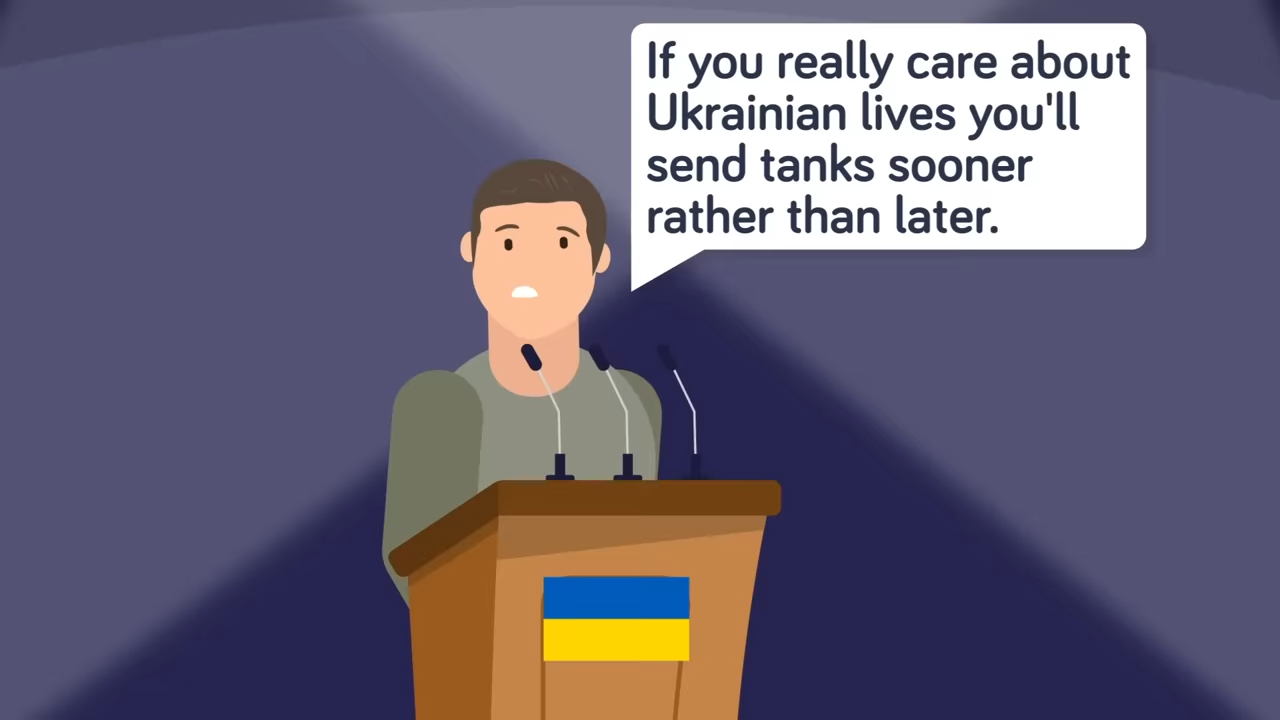 If you really care about
Ukrainian lives you'll
send tanks sooner
rather than later.